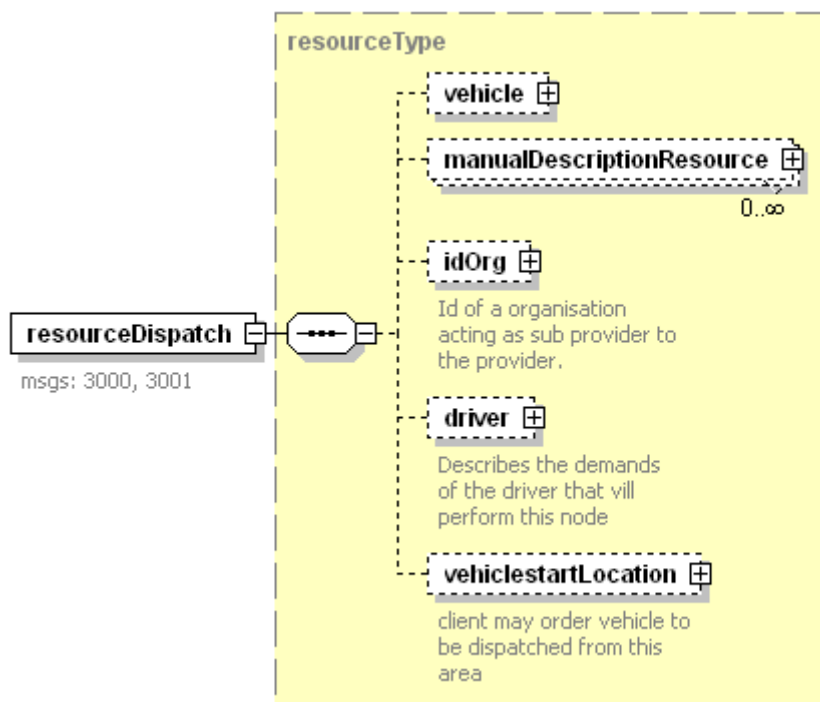 resourceType
vehicle
manualDescriptionResource
0..∞
idOrg
Id of a organisation
acting as sub provider to
the provider.
resourceDispatch
msgs: 3000, 3001
driver
Describes the demands
of the driver that vill
perform this node
vehiclestartLocation
client may order vehicle to
be dispatched from this
area